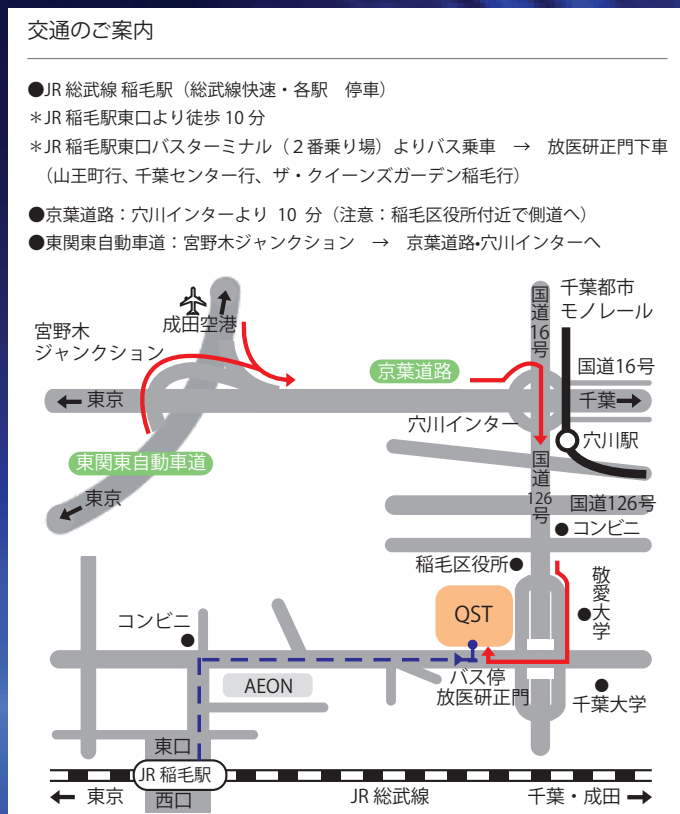 交通のご案内
●JR 総武線 稲毛駅（総武線快速・各駅　停車）
＊JR 稲毛駅東口より徒歩 10 分
＊JR 稲毛駅東口バスターミナル（２番乗り場）よりバス乗車　→　放医研正門下車
（山王町行、千葉センター行、ザ・クイーンズガーデン稲毛行）
●京葉道路：穴川インターより 10 分（注意：稲毛区役所付近で側道へ）
●東関東自動車道：宮野木ジャンクション　→　京葉道路・穴川インターへ
国道16号
千葉都市
モノレール
成田空港
宮野木
ジャンクション
国道16号
京葉道路
←東京
千葉→
穴川インター
穴川駅
東関東自動車道
国道126号
東京
国道126号
●コンビニ
稲毛区役所●
敬愛大学
QST
コンビニ
バス停
放医研正門
AEON
千葉大学
東口
JR 稲毛駅
西口
←東京
JR 総武線
千葉・成田→